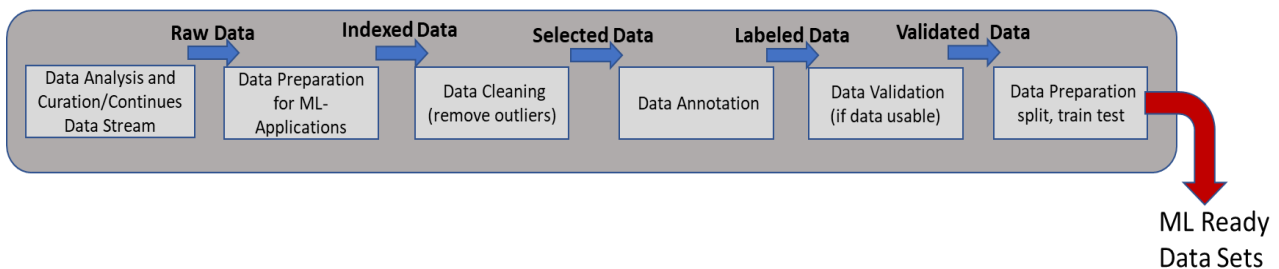 Raw Data
Indexed Data
Selected Data
Labeled Data
Validated Data
Data Analysis and
Curation/Continues
Data Stream
Data Preparation
for ML-
Applications
Data Cleaning
(remove outliers)
Data Annotation
Data Validation
(if data usable)
Data Preparation
split, train test
ML Ready
Data Sets